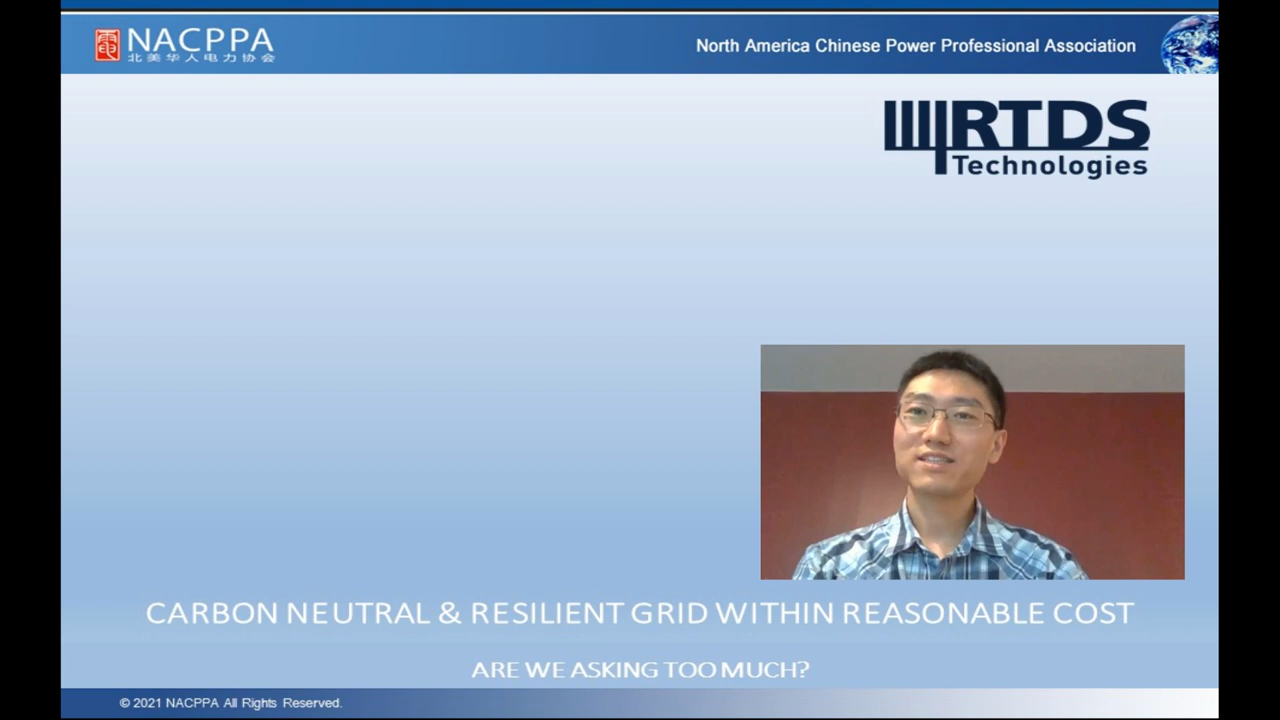 NACPPA
北美华人电力协会
North America Chinese Power Professional Association
RTDS
Technologies
CARBON NEUTRAL & RESILIENT GRID WITHIN REASONABLE COST
ARE WE ASKING TOO MUCH?
© 2021 NACPPA All Rights Reserved.